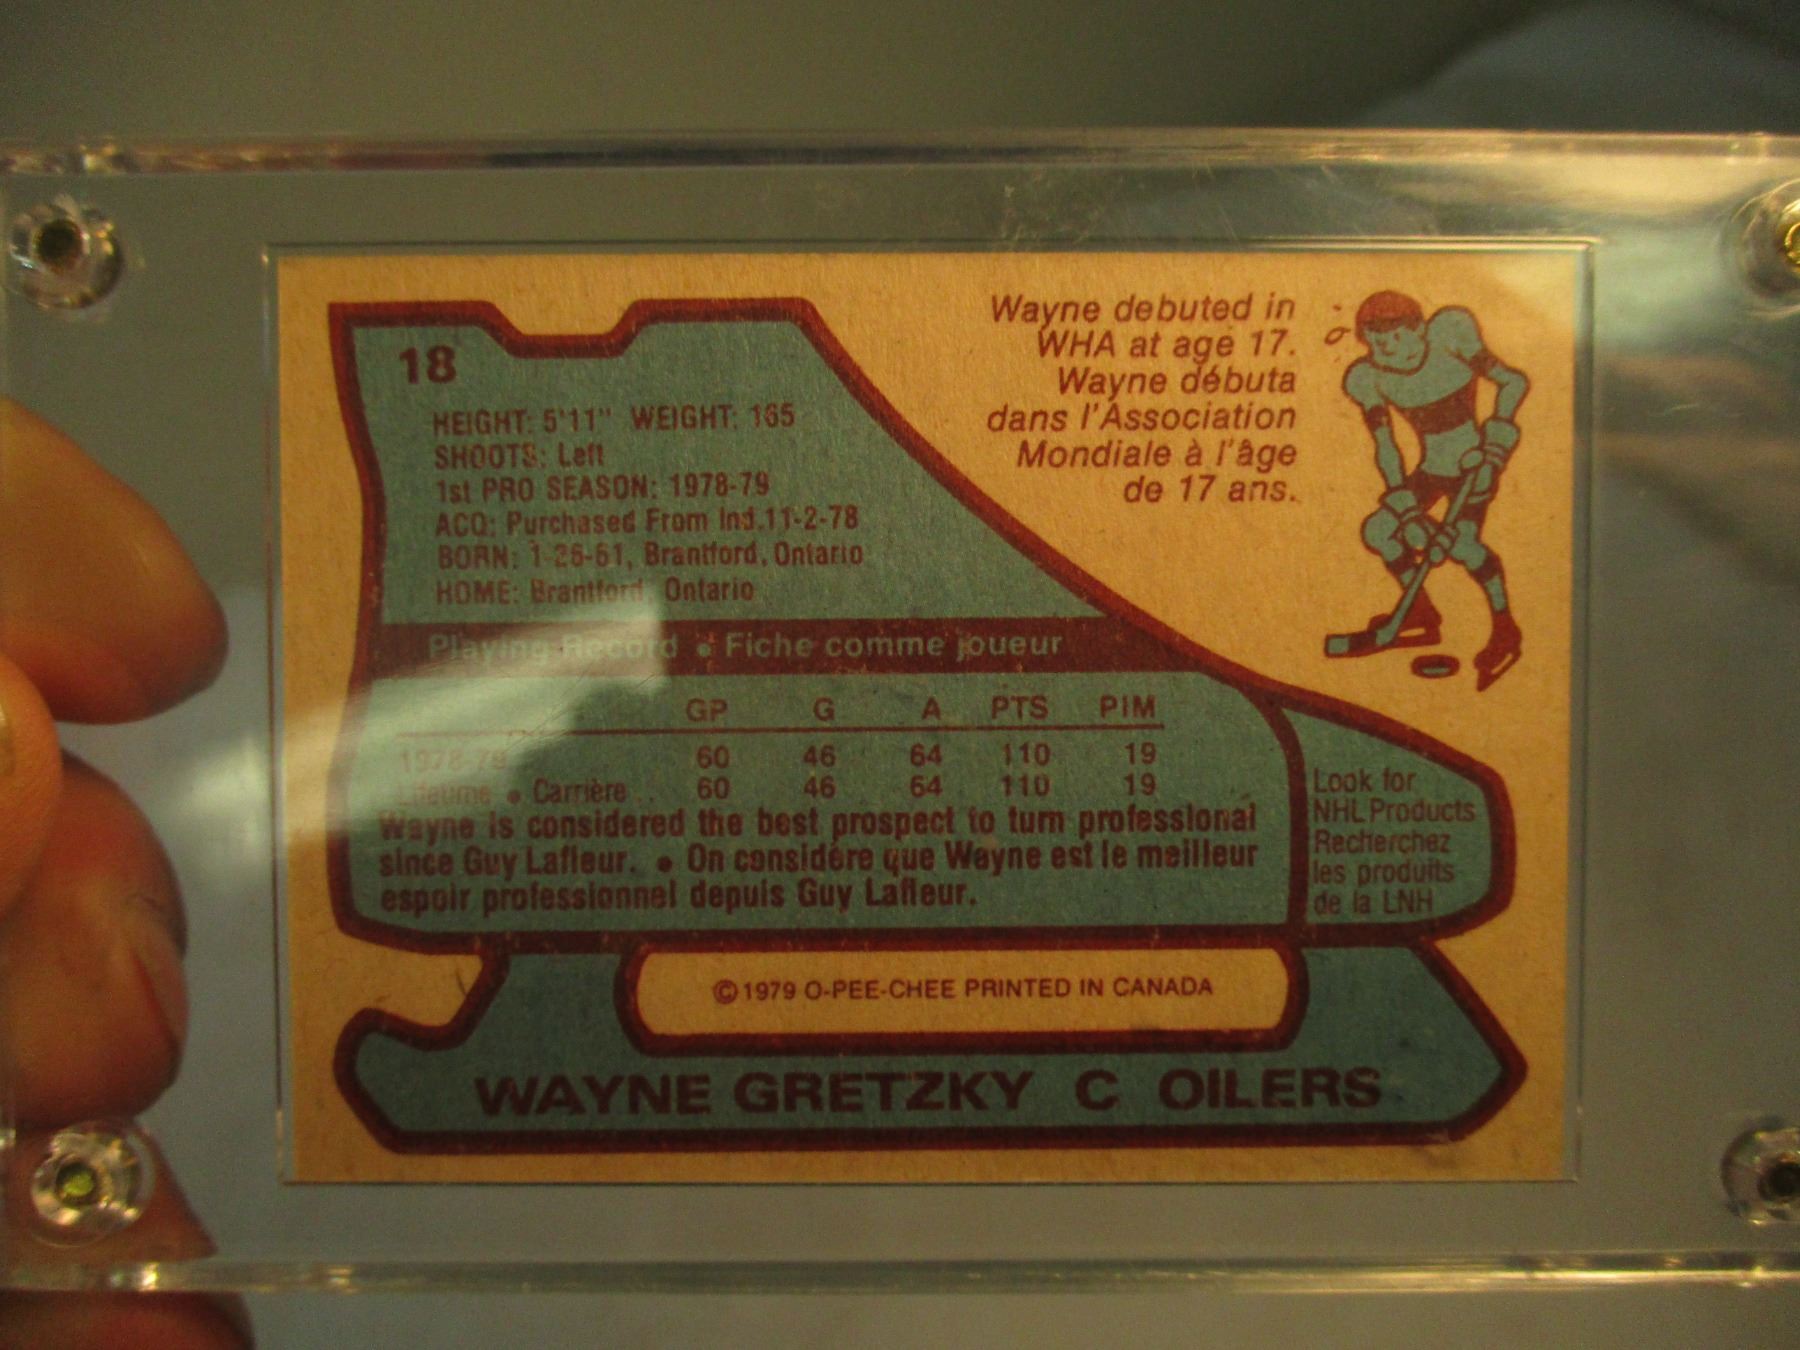 18
HEIGHT: 5'11" WEIGHT: 165
SHOOTS: Left
1st PRO SEASON: 1978-79
ACQ: Purchased From Ind.11-2-78
BORN: 1-26-61, Brantford, Ontario
HOME: Brantford, Ontario
Wayne debuted in
WHA at age 17.
Wayne débuta
dans l'Association
Mondiale à l'âge
de 17 ans.
Playing Record • Fiche comme joueur
GP G A PTS PIM
1978-79 60 46 64 110 19
Lifetime • Carrière .. 60 46 64 110 19
Wayne is considered the best prospect to turn professional
since Guy Lafleur. • On considére que Wayne est le meilleur
espoir professionnel depuis Guy Lafleur.
Look for
NHL Products
Recherchez
les produits
de la LNH
© 1979 O-PEE-CHEE PRINTED IN CANADA
WAYNE GRETZKY C OILERS